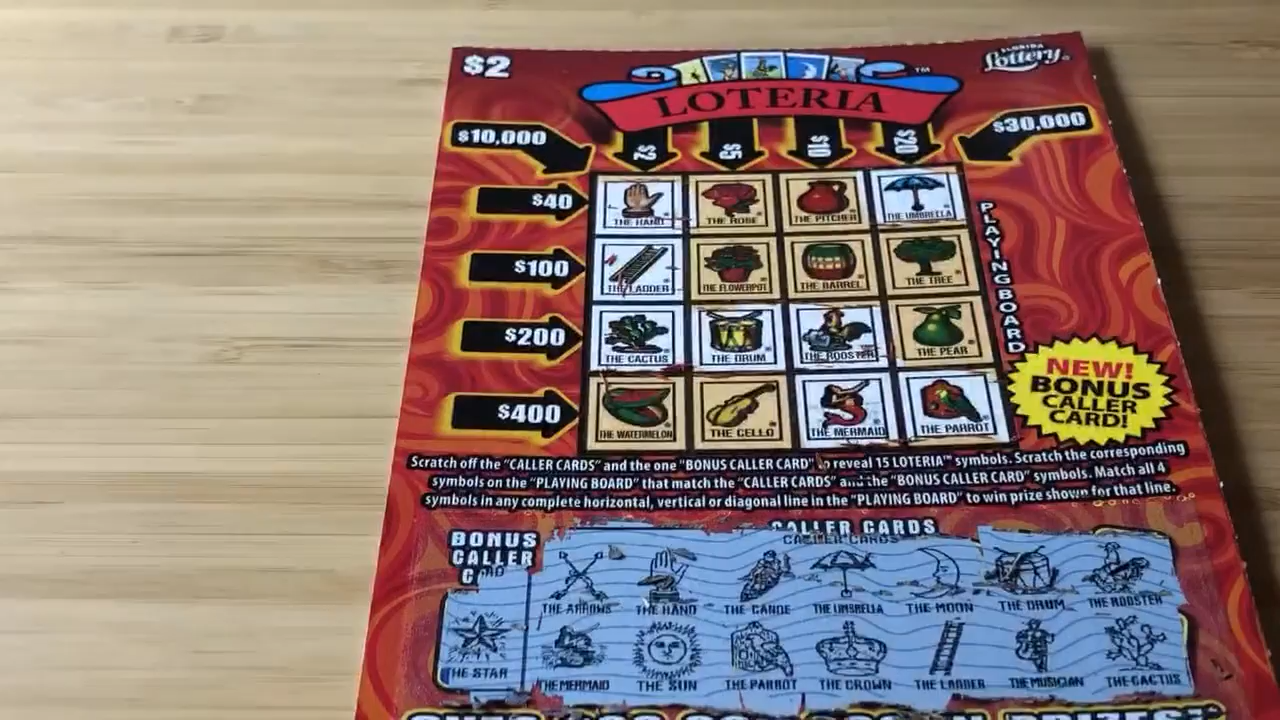 $2
FLORIDA
Lottery
LOTERIA™
$10,000
$2
$5
$10
$20
$30,000
$40
THE HAND
THE ROSE
THE PITCHER
THE UMBRELLA
$100
THE LADDER
THE FLOWERPOT
THE BARREL
THE TREE
$200
THE CACTUS
THE DRUM
THE ROOSTER
THE PEAR
$400
THE WATERMELON
THE CELLO
THE MERMAID
THE PARROT
PLAYING BOARD
NEW!
BONUS
CALLER
CARD!
Scratch off the "CALLER CARDS" and the one "BONUS CALLER CARD" to reveal 15 LOTERIA™ symbols. Scratch the corresponding
symbols on the "PLAYING BOARD" that match the "CALLER CARDS" and the "BONUS CALLER CARD" symbols. Match all 4
symbols in any complete horizontal, vertical or diagonal line in the "PLAYING BOARD" to win prize shown for that line.
CALLER CARDS
CALLER CARDS
BONUS
CALLER
THE ARROWS
THE HAND
THE CANOE
THE UMBRELLA
THE MOON
THE DRUM
THE ROOSTER
THE STAR
THE MERMAID
THE SUN
THE PARROT
THE CROWN
THE LADDER
THE MUSICIAN
THE CACTUS